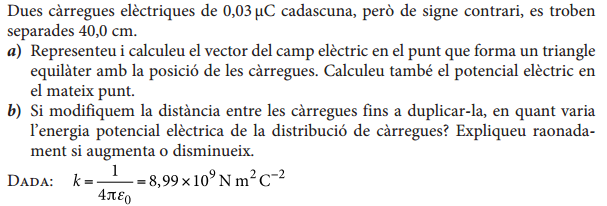 Dues càrregues elèctriques de 0,03 μC cadascuna, però de signe contrari, es troben
separades 40,0 cm.
a) Representeu i calculeu el vector del camp elèctric en el punt que forma un triangle
equilàter amb la posició de les càrregues. Calculeu també el potencial elèctric en
el mateix punt.
b) Si modifiquem la distància entre les càrregues fins a duplicar-la, en quant varia
l'energia potencial elèctrica de la distribució de càrregues? Expliqueu raonada-
ment si augmenta o disminueix.
DADA: k = 1/(4πε₀) = 8,99 × 10⁹ N m² C⁻²